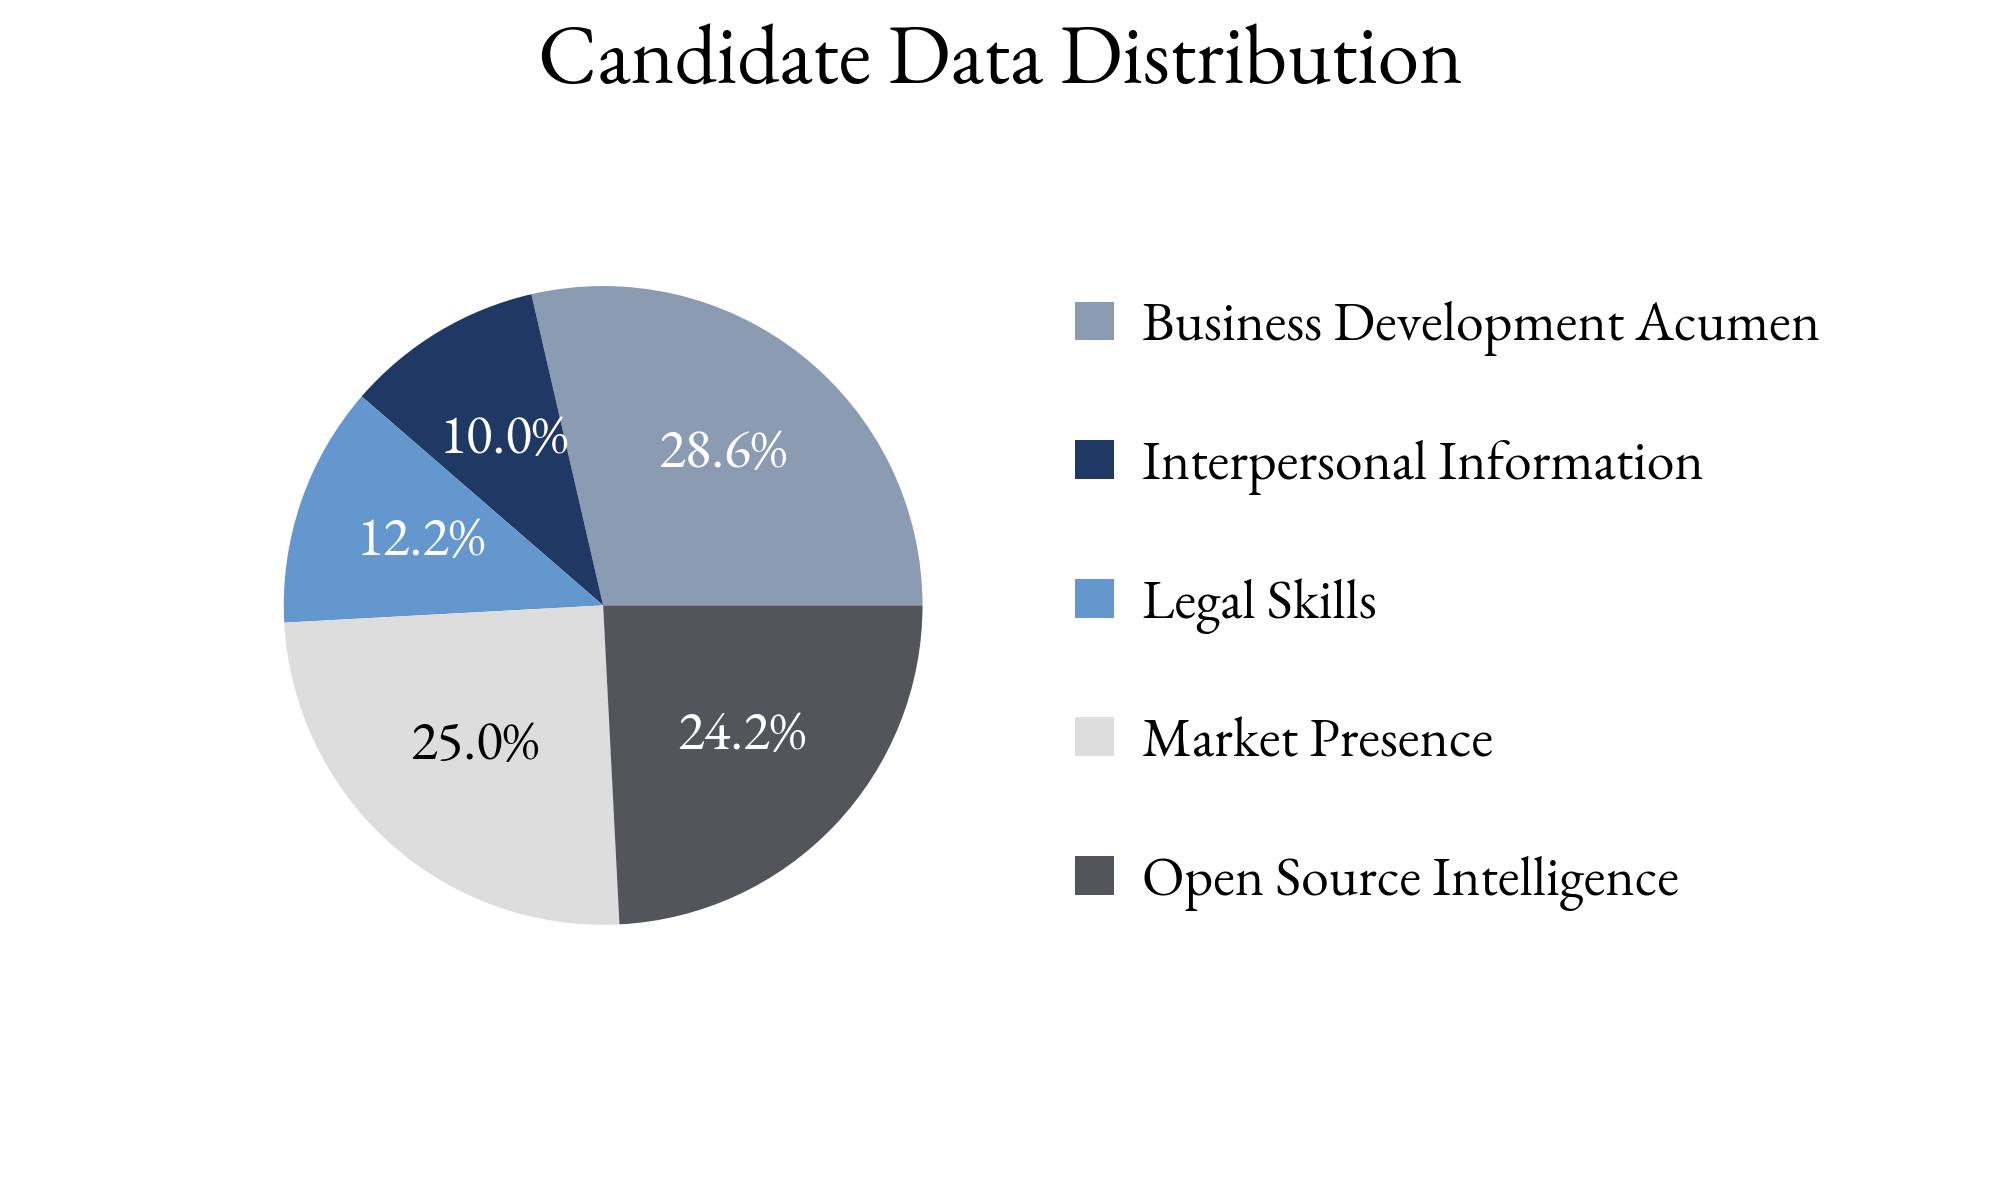 Candidate Data Distribution
28.6%
10.0%
12.2%
25.0%
24.2%
Business Development Acumen
Interpersonal Information
Legal Skills
Market Presence
Open Source Intelligence